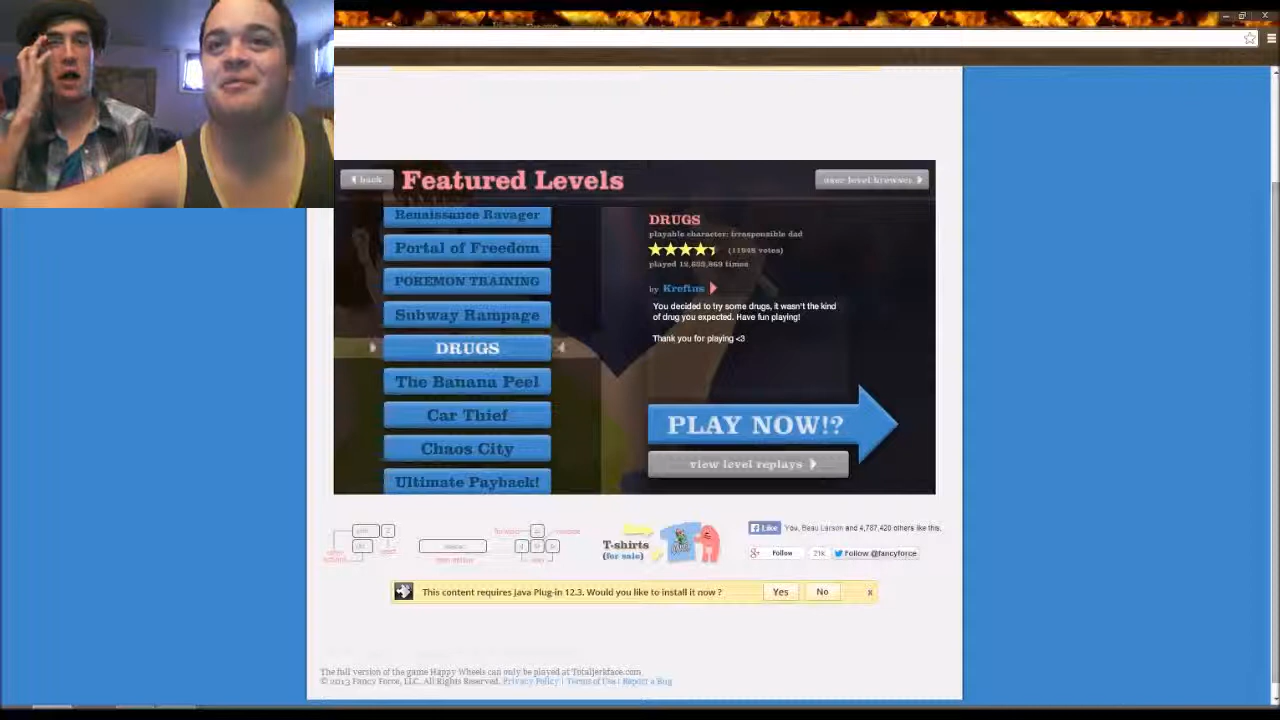 back
Featured Levels
user level browser
Renaissance Ravager
Portal of Freedom
POKEMON TRAINING
Subway Rampage
DRUGS
The Banana Peel
Car Thief
Chaos City
Ultimate Payback!
DRUGS
playable character: irresponsible dad
by Kreftus
You decided to try some drugs, it wasn't the kind
of drug you expected. Have fun playing!
Thank you for playing <3
PLAY NOW!?
view level replays
T-shirts
(for sale)
Like You, Beau Larson and 4,787,420 others like this.
Follow 21k Follow @fancyforce
This content requires Java Plug-in 12.3. Would you like to install it now ? Yes No x
The full version of the game Happy Wheels can only be played at Totaljerkface.com
© 2013 Fancy Force, LLC. All Rights Reserved. Privacy Policy | Terms of Use | Report a Bug